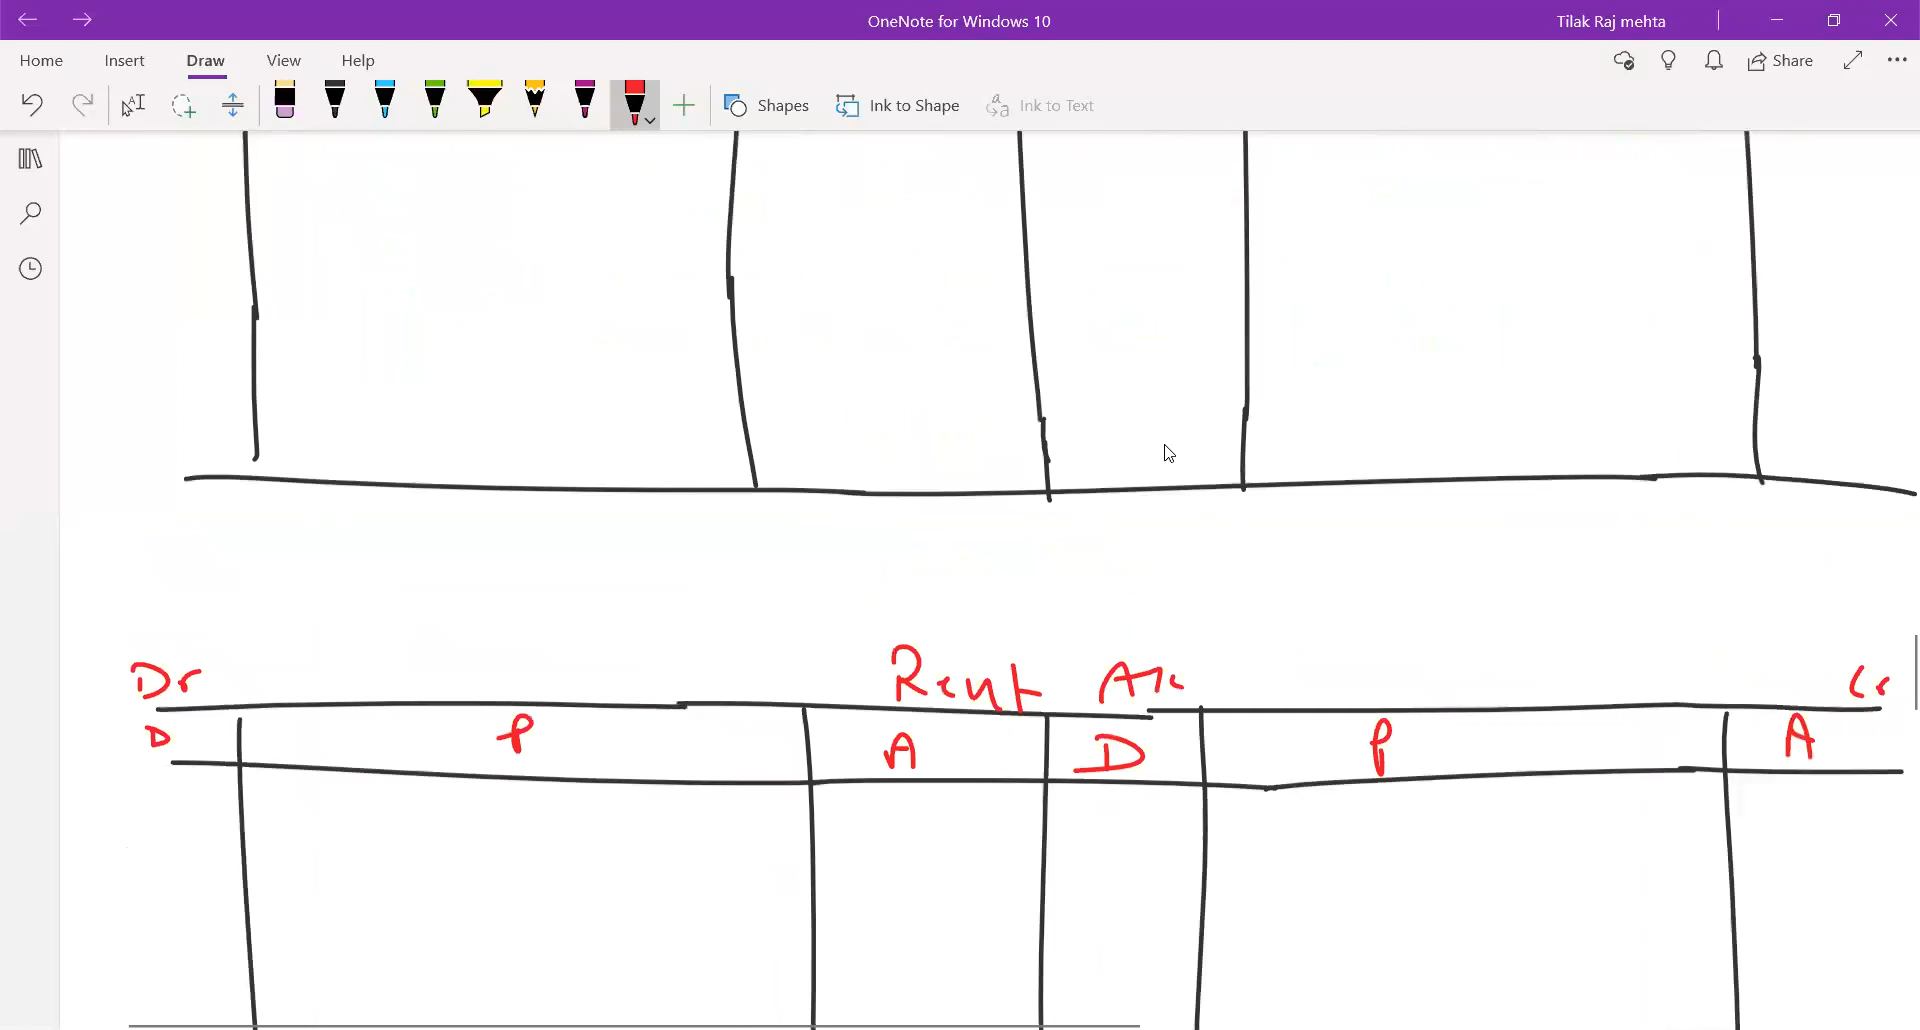 OneNote for Windows 10
Tilak Raj mehta
Home Insert Draw View Help
Share
Shapes Ink to Shape Ink to Text
Dr Rent A/c Cr
D P A D P A